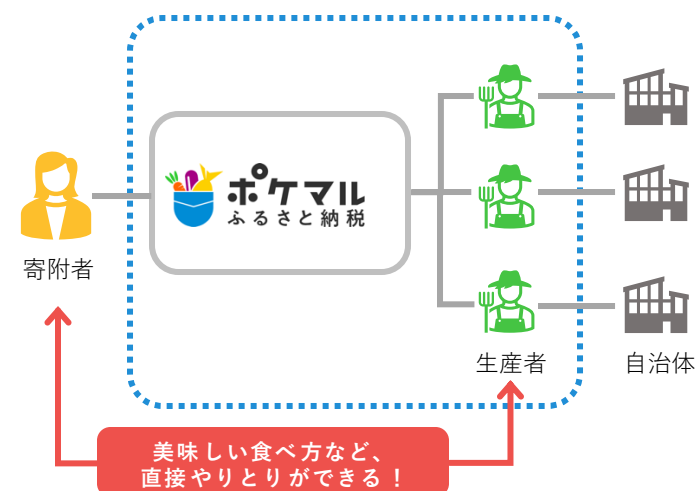 ポケマル
ふるさと納税
寄附者
生産者
自治体
美味しい食べ方など、
直接やりとりができる！